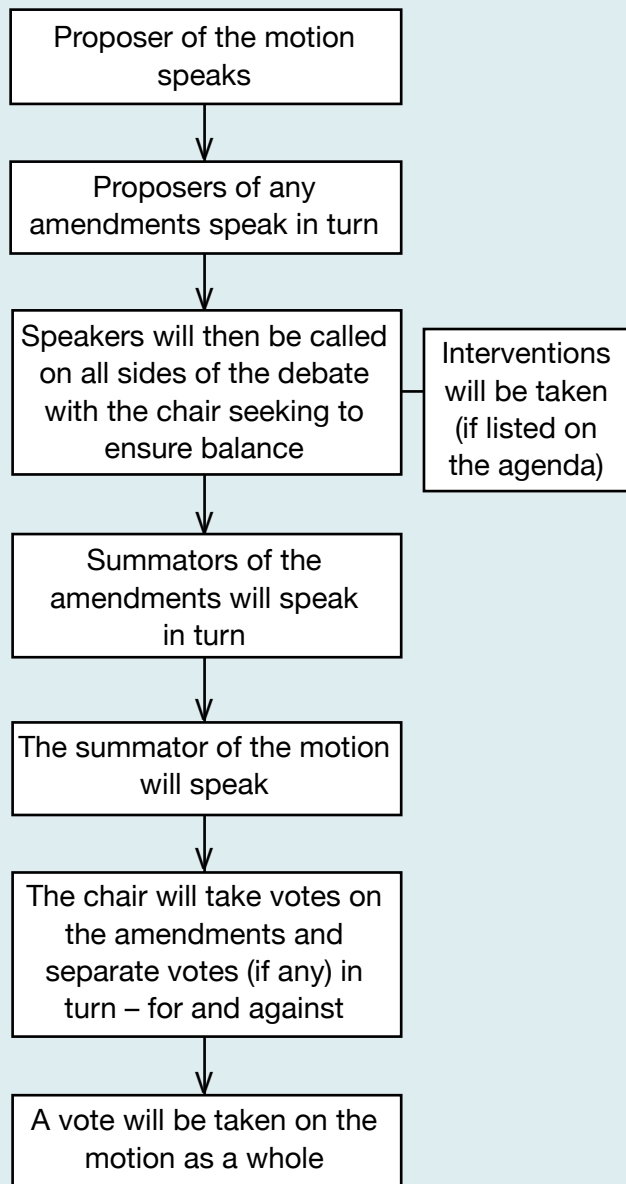 Proposer of the motion
speaks
Proposers of any
amendments speak in turn
Speakers will then be called
on all sides of the debate
with the chair seeking to
ensure balance
Interventions
will be taken
(if listed on
the agenda)
Summators of the
amendments will speak
in turn
The summator of the motion
will speak
The chair will take votes on
the amendments and
separate votes (if any) in
turn – for and against
A vote will be taken on the
motion as a whole